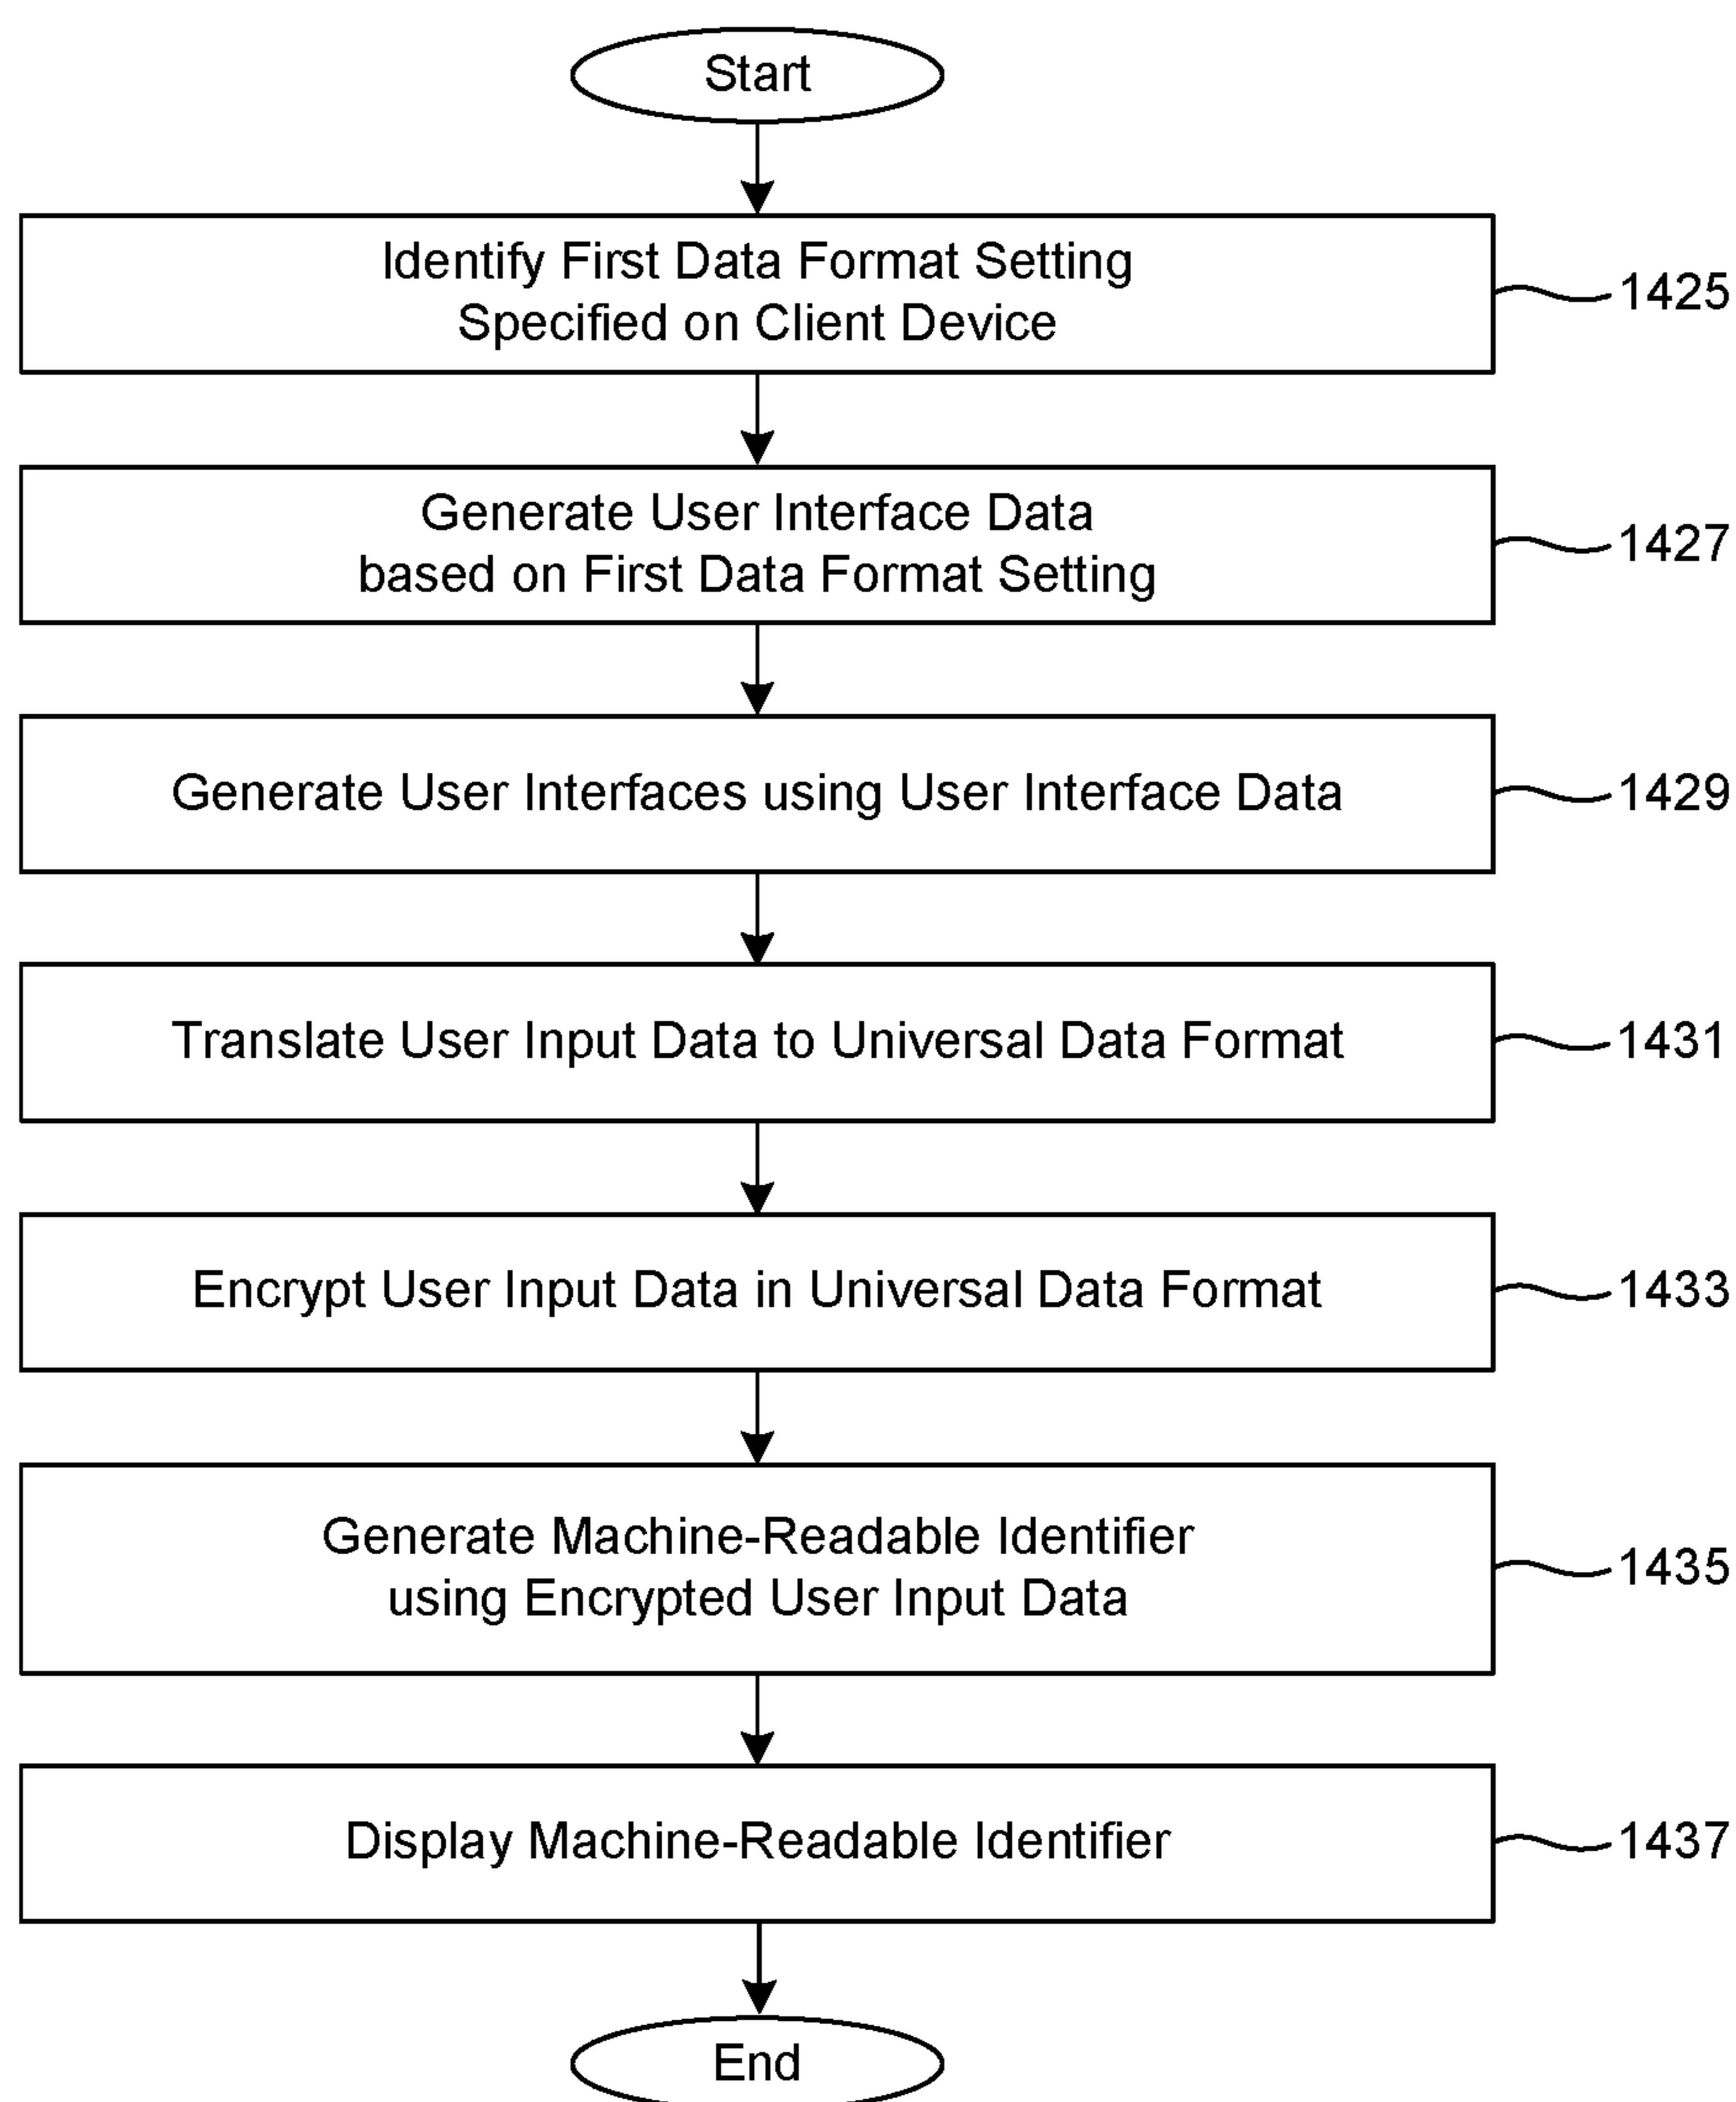 Start
Identify First Data Format Setting
Specified on Client Device
1425
Generate User Interface Data
based on First Data Format Setting
1427
Generate User Interfaces using User Interface Data
1429
Translate User Input Data to Universal Data Format
1431
Encrypt User Input Data in Universal Data Format
1433
Generate Machine-Readable Identifier
using Encrypted User Input Data
1435
Display Machine-Readable Identifier
1437
End